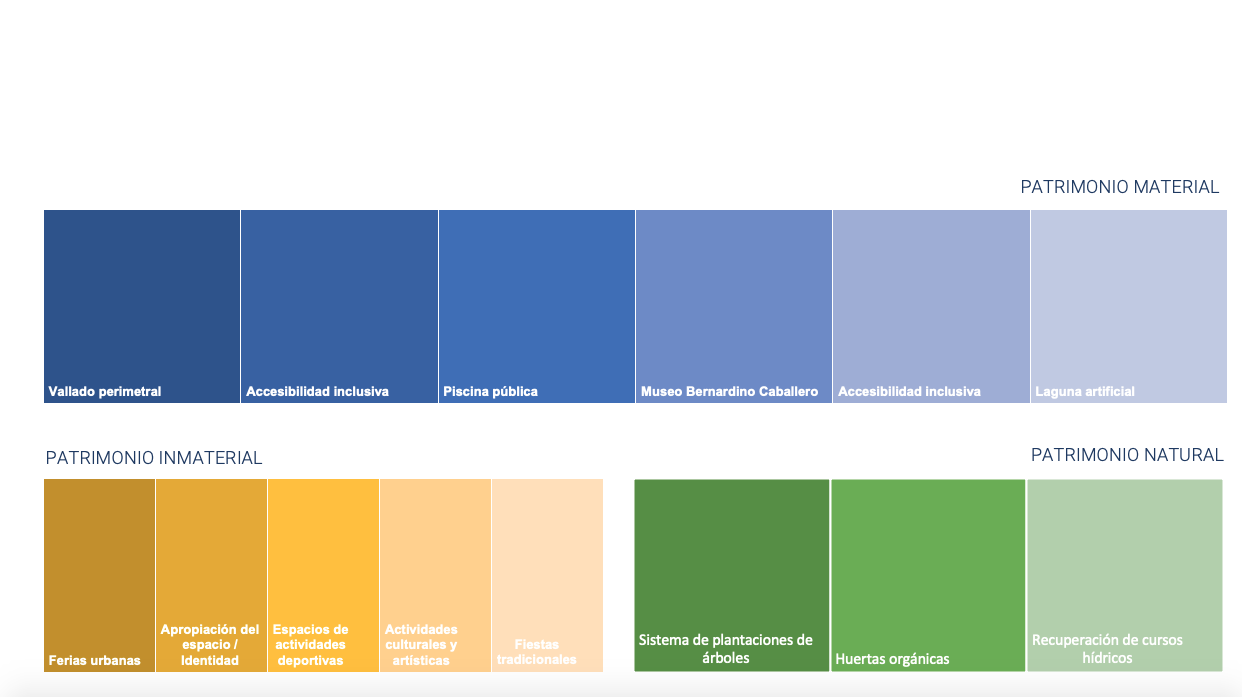 PATRIMONIO MATERIAL
Vallado perimetral
Accesibilidad inclusiva
Piscina pública
Museo Bernardino Caballero
Accesibilidad inclusiva
Laguna artificial
PATRIMONIO INMATERIAL
Ferias urbanas
Apropiación del
espacio /
Identidad
Espacios de
actividades
deportivas
Actividades
culturales y
artísticas
Fiestas
tradicionales
PATRIMONIO NATURAL
Sistema de plantaciones de
árboles
Huertas orgánicas
Recuperación de cursos
hídricos